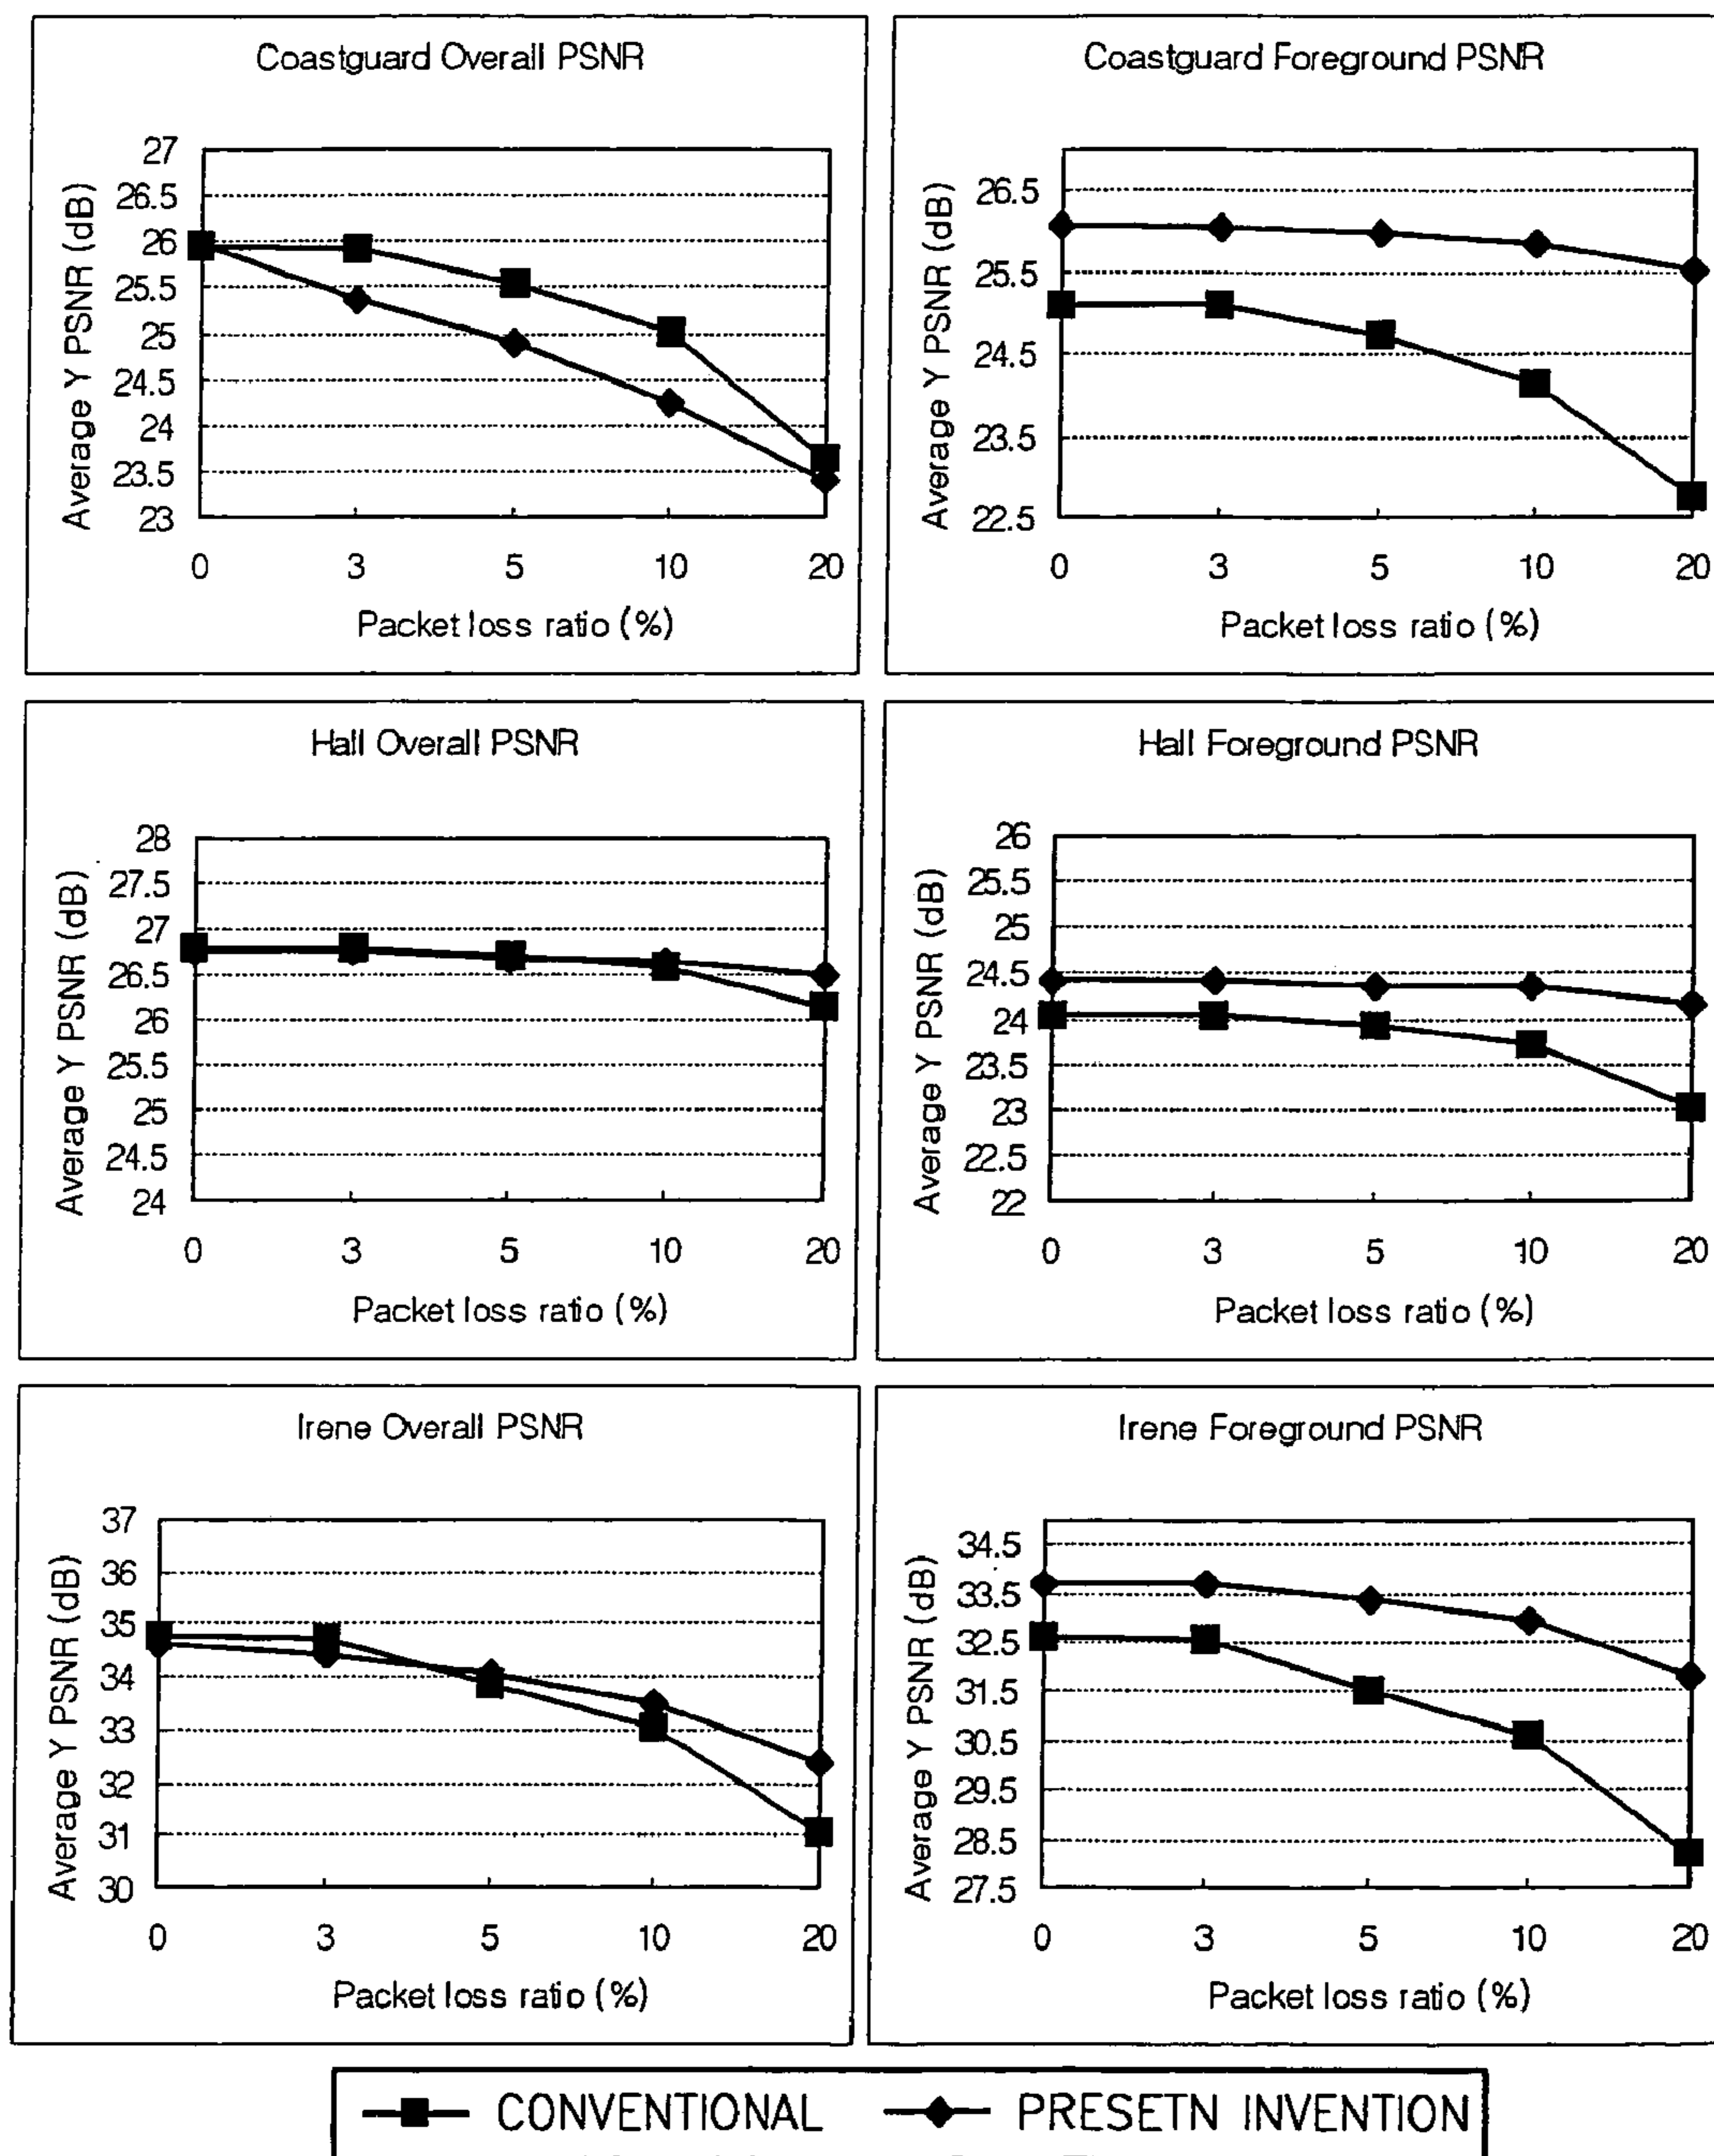 Coastguard Overall PSNR
Average Y PSNR (dB)
27
26.5
26
25.5
25
24.5
24
23.5
23
0 3 5 10 20
Packet loss ratio (%)
Coastguard Foreground PSNR
Average Y PSNR (dB)
26.5
25.5
24.5
23.5
22.5
0 3 5 10 20
Packet loss ratio (%)
Hall Overall PSNR
Average Y PSNR (dB)
28
27.5
27
26.5
26
25.5
25
24.5
24
0 3 5 10 20
Packet loss ratio (%)
Hall Foreground PSNR
Average Y PSNR (dB)
26
25.5
25
24.5
24
23.5
23
22.5
22
0 3 5 10 20
Packet loss ratio (%)
Irene Overall PSNR
Average Y PSNR (dB)
37
36
35
34
33
32
31
30
0 3 5 10 20
Packet loss ratio (%)
Irene Foreground PSNR
Average Y PSNR (dB)
34.5
33.5
32.5
31.5
30.5
29.5
28.5
27.5
0 3 5 10 20
Packet loss ratio (%)
CONVENTIONAL PRESETN INVENTION